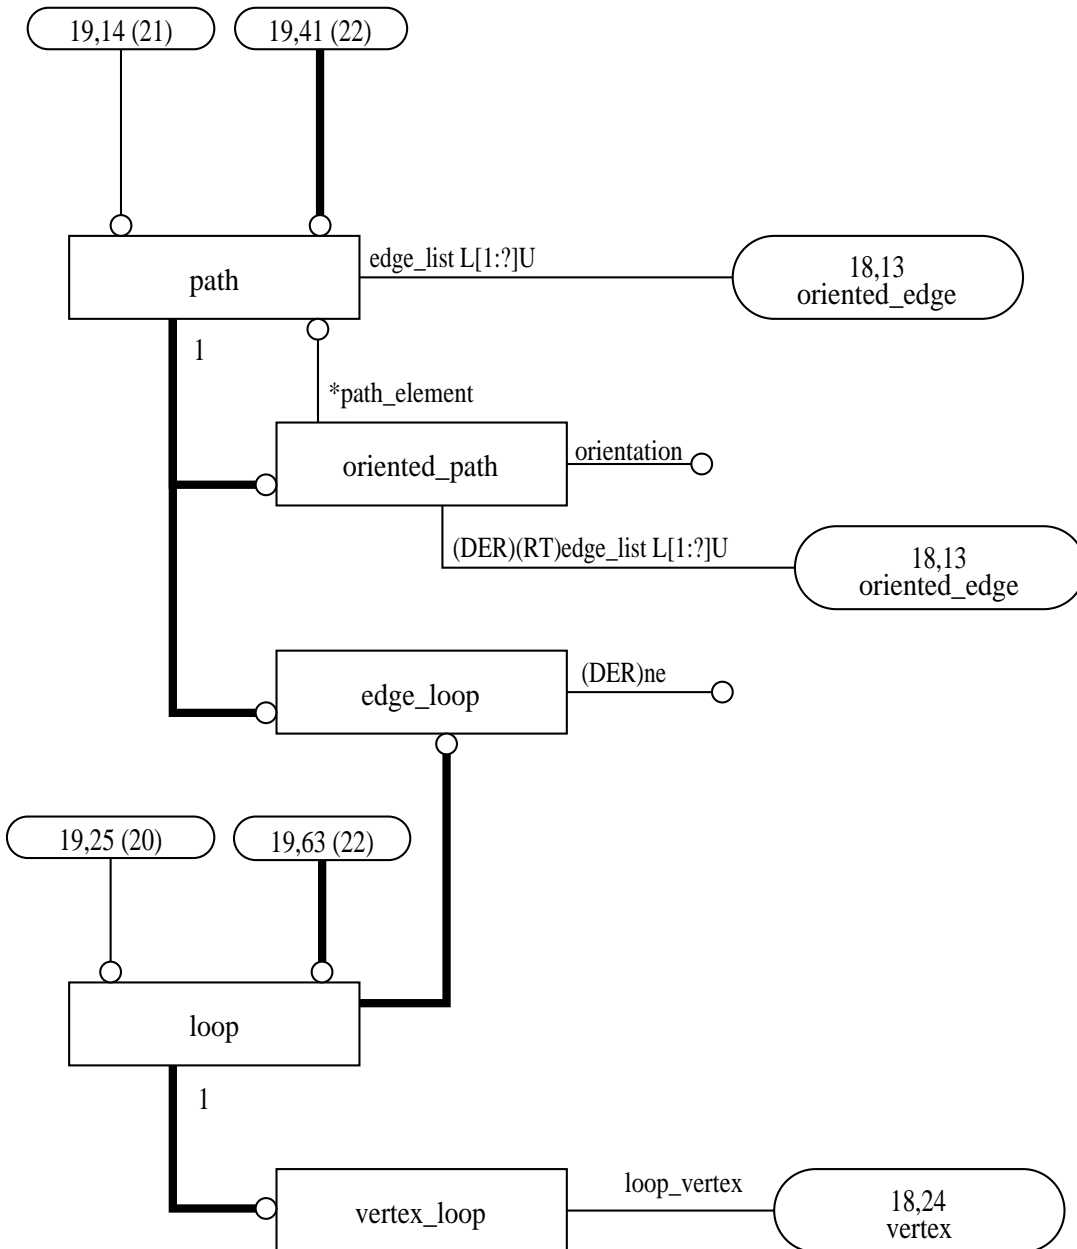 19,14 (21)
19,41 (22)
edge_list L[1:?]U
path
18,13
oriented_edge
1
*path_element
oriented_path
orientation
(DER)(RT)edge_list L[1:?]U
18,13
oriented_edge
edge_loop
(DER)ne
19,25 (20)
19,63 (22)
loop
1
vertex_loop
loop_vertex
18,24
vertex